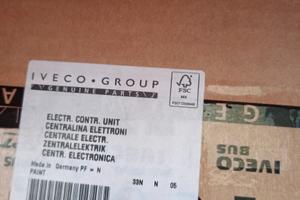 IVECO • GROUP
GENUINE PARTS
FSC
MIX
ELECTR. CONTR. UNIT
CENTRALINA ELETTRONI
CENTRALE ELECTR.
ZENTRALELEKTRIK
CENTR. ELECTRONICA
Made in Germany PF = N
PAINT
33N N 05
G E
IVECO
BUS
BUS